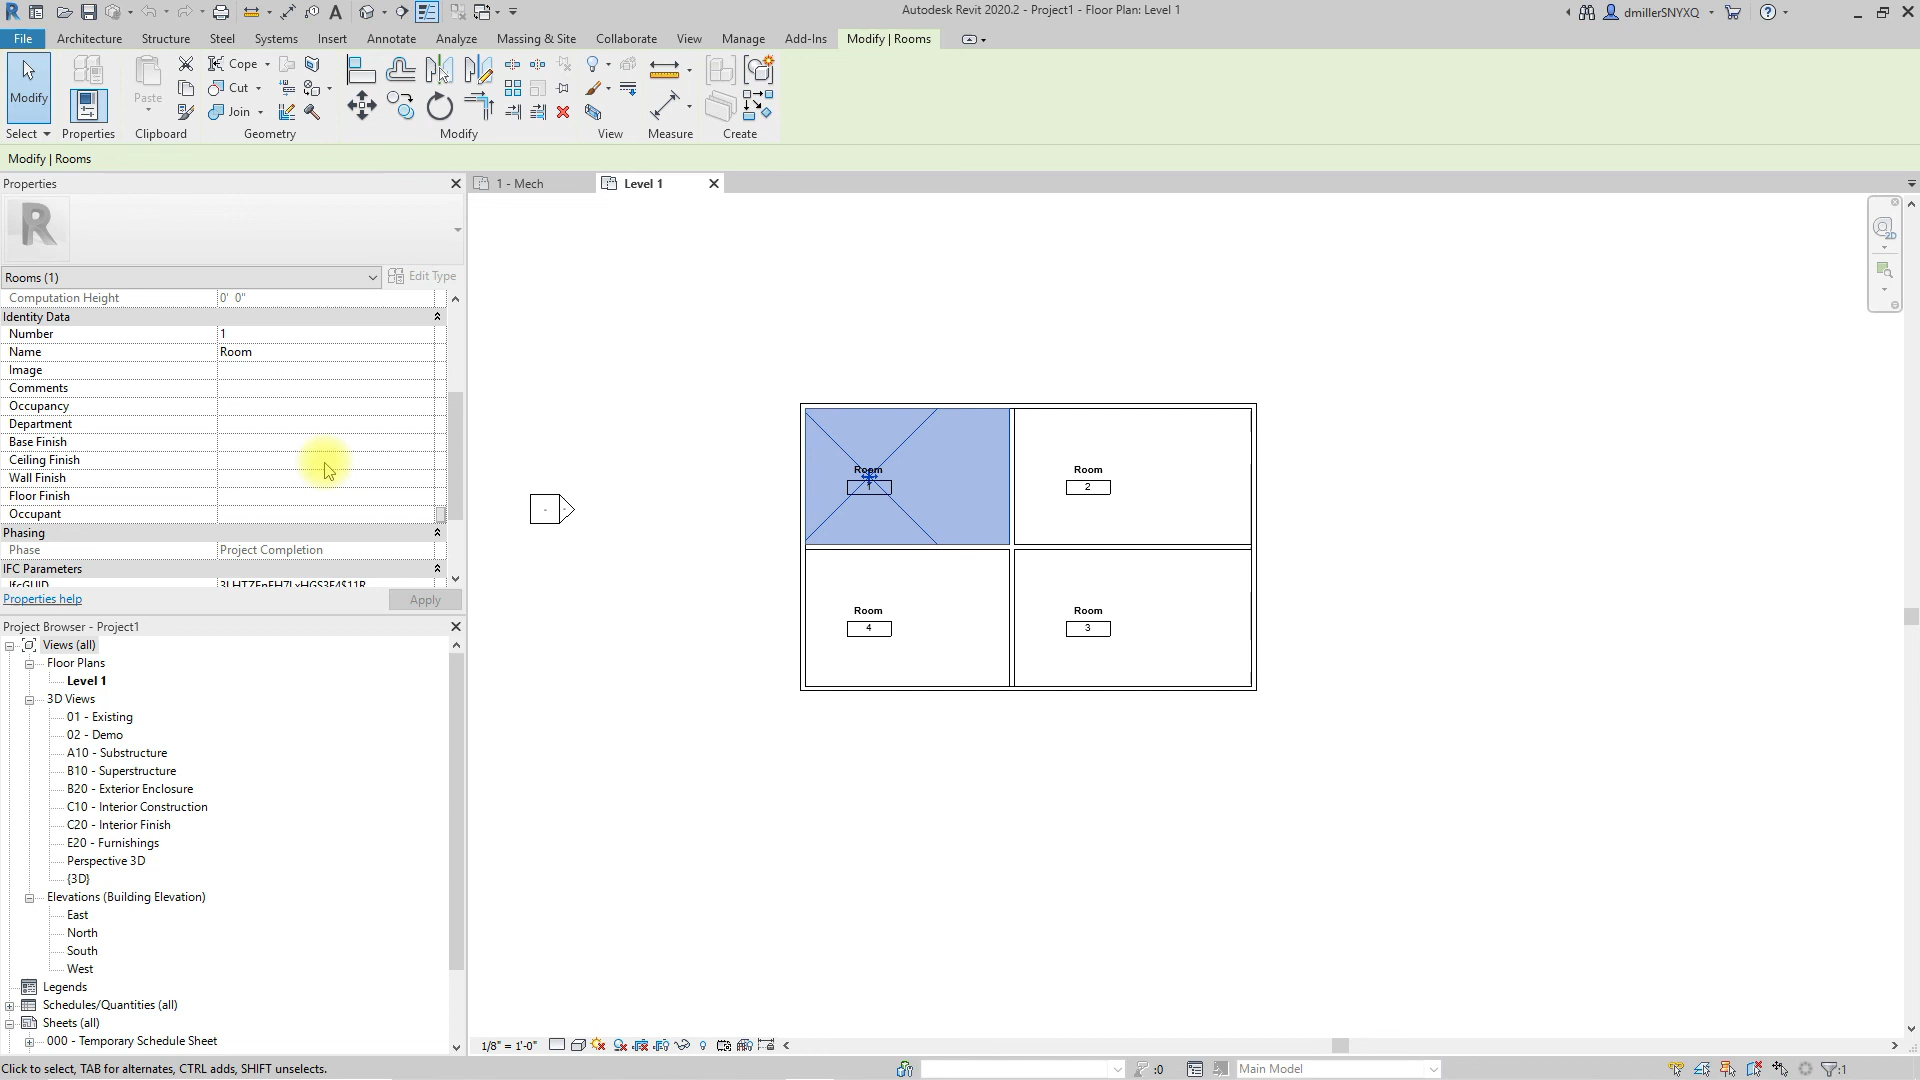 Autodesk Revit 2020.2 - Project1 - Floor Plan: Level 1
dmillerSNYXQ
File Architecture Structure Steel Systems Insert Annotate Analyze Massing & Site Collaborate View Manage Add-Ins Modify | Rooms
Modify
Paste
Cope
Cut
Join
Select Properties Clipboard Geometry Modify View Measure Create
Modify | Rooms
Properties
1 - Mech
Level 1
R
Rooms (1)
Edit Type
Computation Height 0' 0"
Identity Data
Number 1
Name Room
Image
Comments
Occupancy
Department
Base Finish
Ceiling Finish
Wall Finish
Floor Finish
Occupant
Phasing
Phase Project Completion
IFC Parameters
Properties help
Apply
Project Browser - Project1
Views (all)
Floor Plans
Level 1
3D Views
01 - Existing
02 - Demo
A10 - Substructure
B10 - Superstructure
B20 - Exterior Enclosure
C10 - Interior Construction
C20 - Interior Finish
E20 - Furnishings
Perspective 3D
{3D}
Elevations (Building Elevation)
East
North
South
West
Legends
Schedules/Quantities (all)
Sheets (all)
000 - Temporary Schedule Sheet
Room
1
Room
2
Room
4
Room
3
2D
1/8" = 1'-0"
Click to select, TAB for alternates, CTRL adds, SHIFT unselects.
:0
Main Model
:1